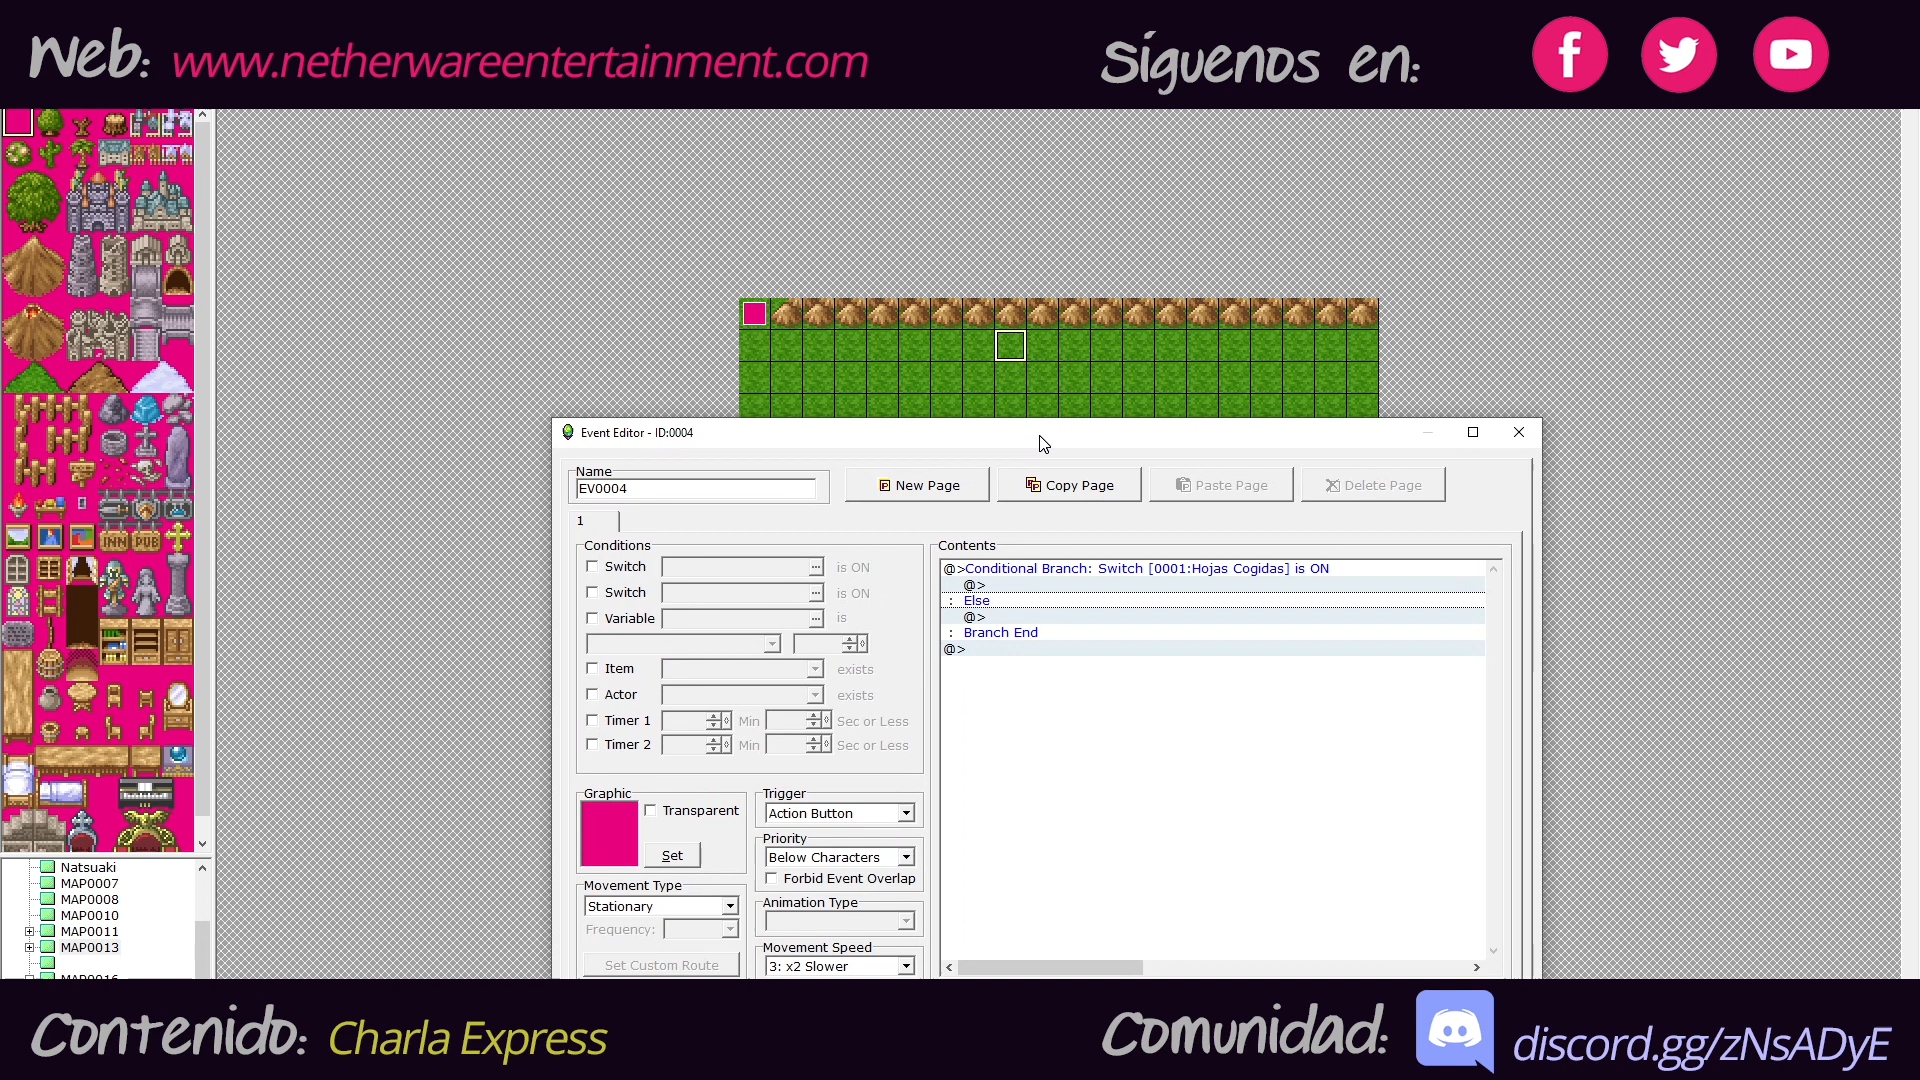 Web: www.netherwareentertainment.com
Síguenos en:
Event Editor - ID:0004
Name
EV0004
New Page
Copy Page
Paste Page
Delete Page
1
Conditions
Switch ... is ON
Switch ... is ON
Variable ... is
Item exists
Actor exists
Timer 1 Min Sec or Less
Timer 2 Min Sec or Less
Graphic
Transparent
Set
Movement Type
Stationary
Frequency:
Set Custom Route
Trigger
Action Button
Priority
Below Characters
Forbid Event Overlap
Animation Type
Movement Speed
3: x2 Slower
Contents
@>Conditional Branch: Switch [0001:Hojas Cogidas] is ON
@>
: Else
@>
: Branch End
@>
INN
PUB
Natsuaki
MAP0007
MAP0008
MAP0010
MAP0011
MAP0013
MAP0016
Contenido: Charla Express
Comunidad: discord.gg/zNsADyE